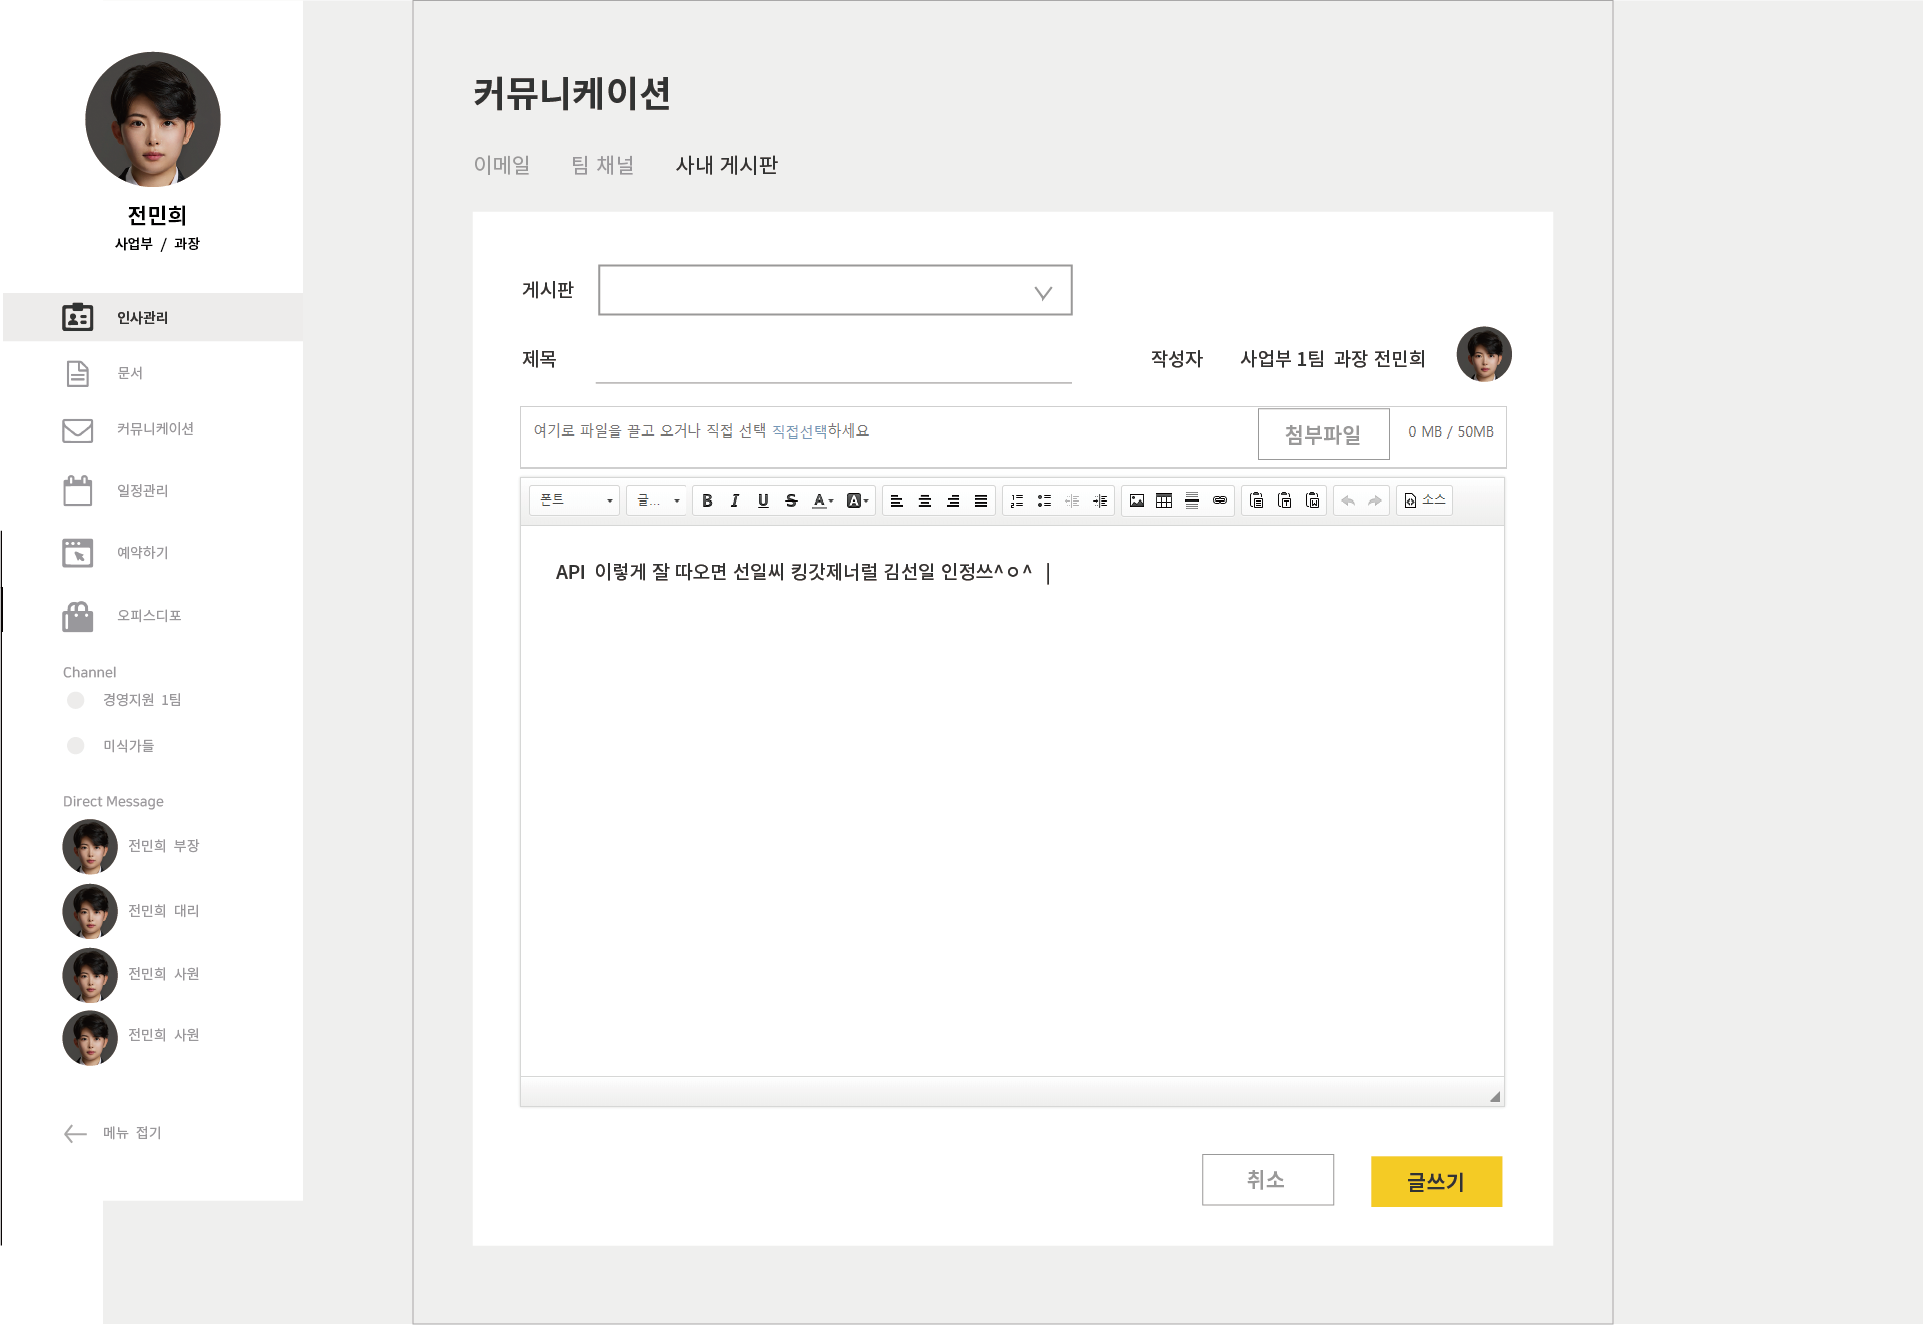 전민희
사업부 / 과장
인사관리
문서
커뮤니케이션
일정관리
예약하기
오피스디포
Channel
경영지원 1팀
미식가들
Direct Message
전민희 부장
전민희 대리
전민희 사원
전민희 사원
메뉴 접기
커뮤니케이션
이메일 팀 채널 사내 게시판
게시판
제목
작성자 사업부 1팀 과장 전민희
여기로 파일을 끌고 오거나 직접 선택 직접선택하세요
첨부파일
0 MB / 50MB
폰트 글... B I U S A A 소스
API 이렇게 잘 따오면 선일씨 킹갓제너럴 김선일 인정쓰^ㅇ^ |
취소
글쓰기